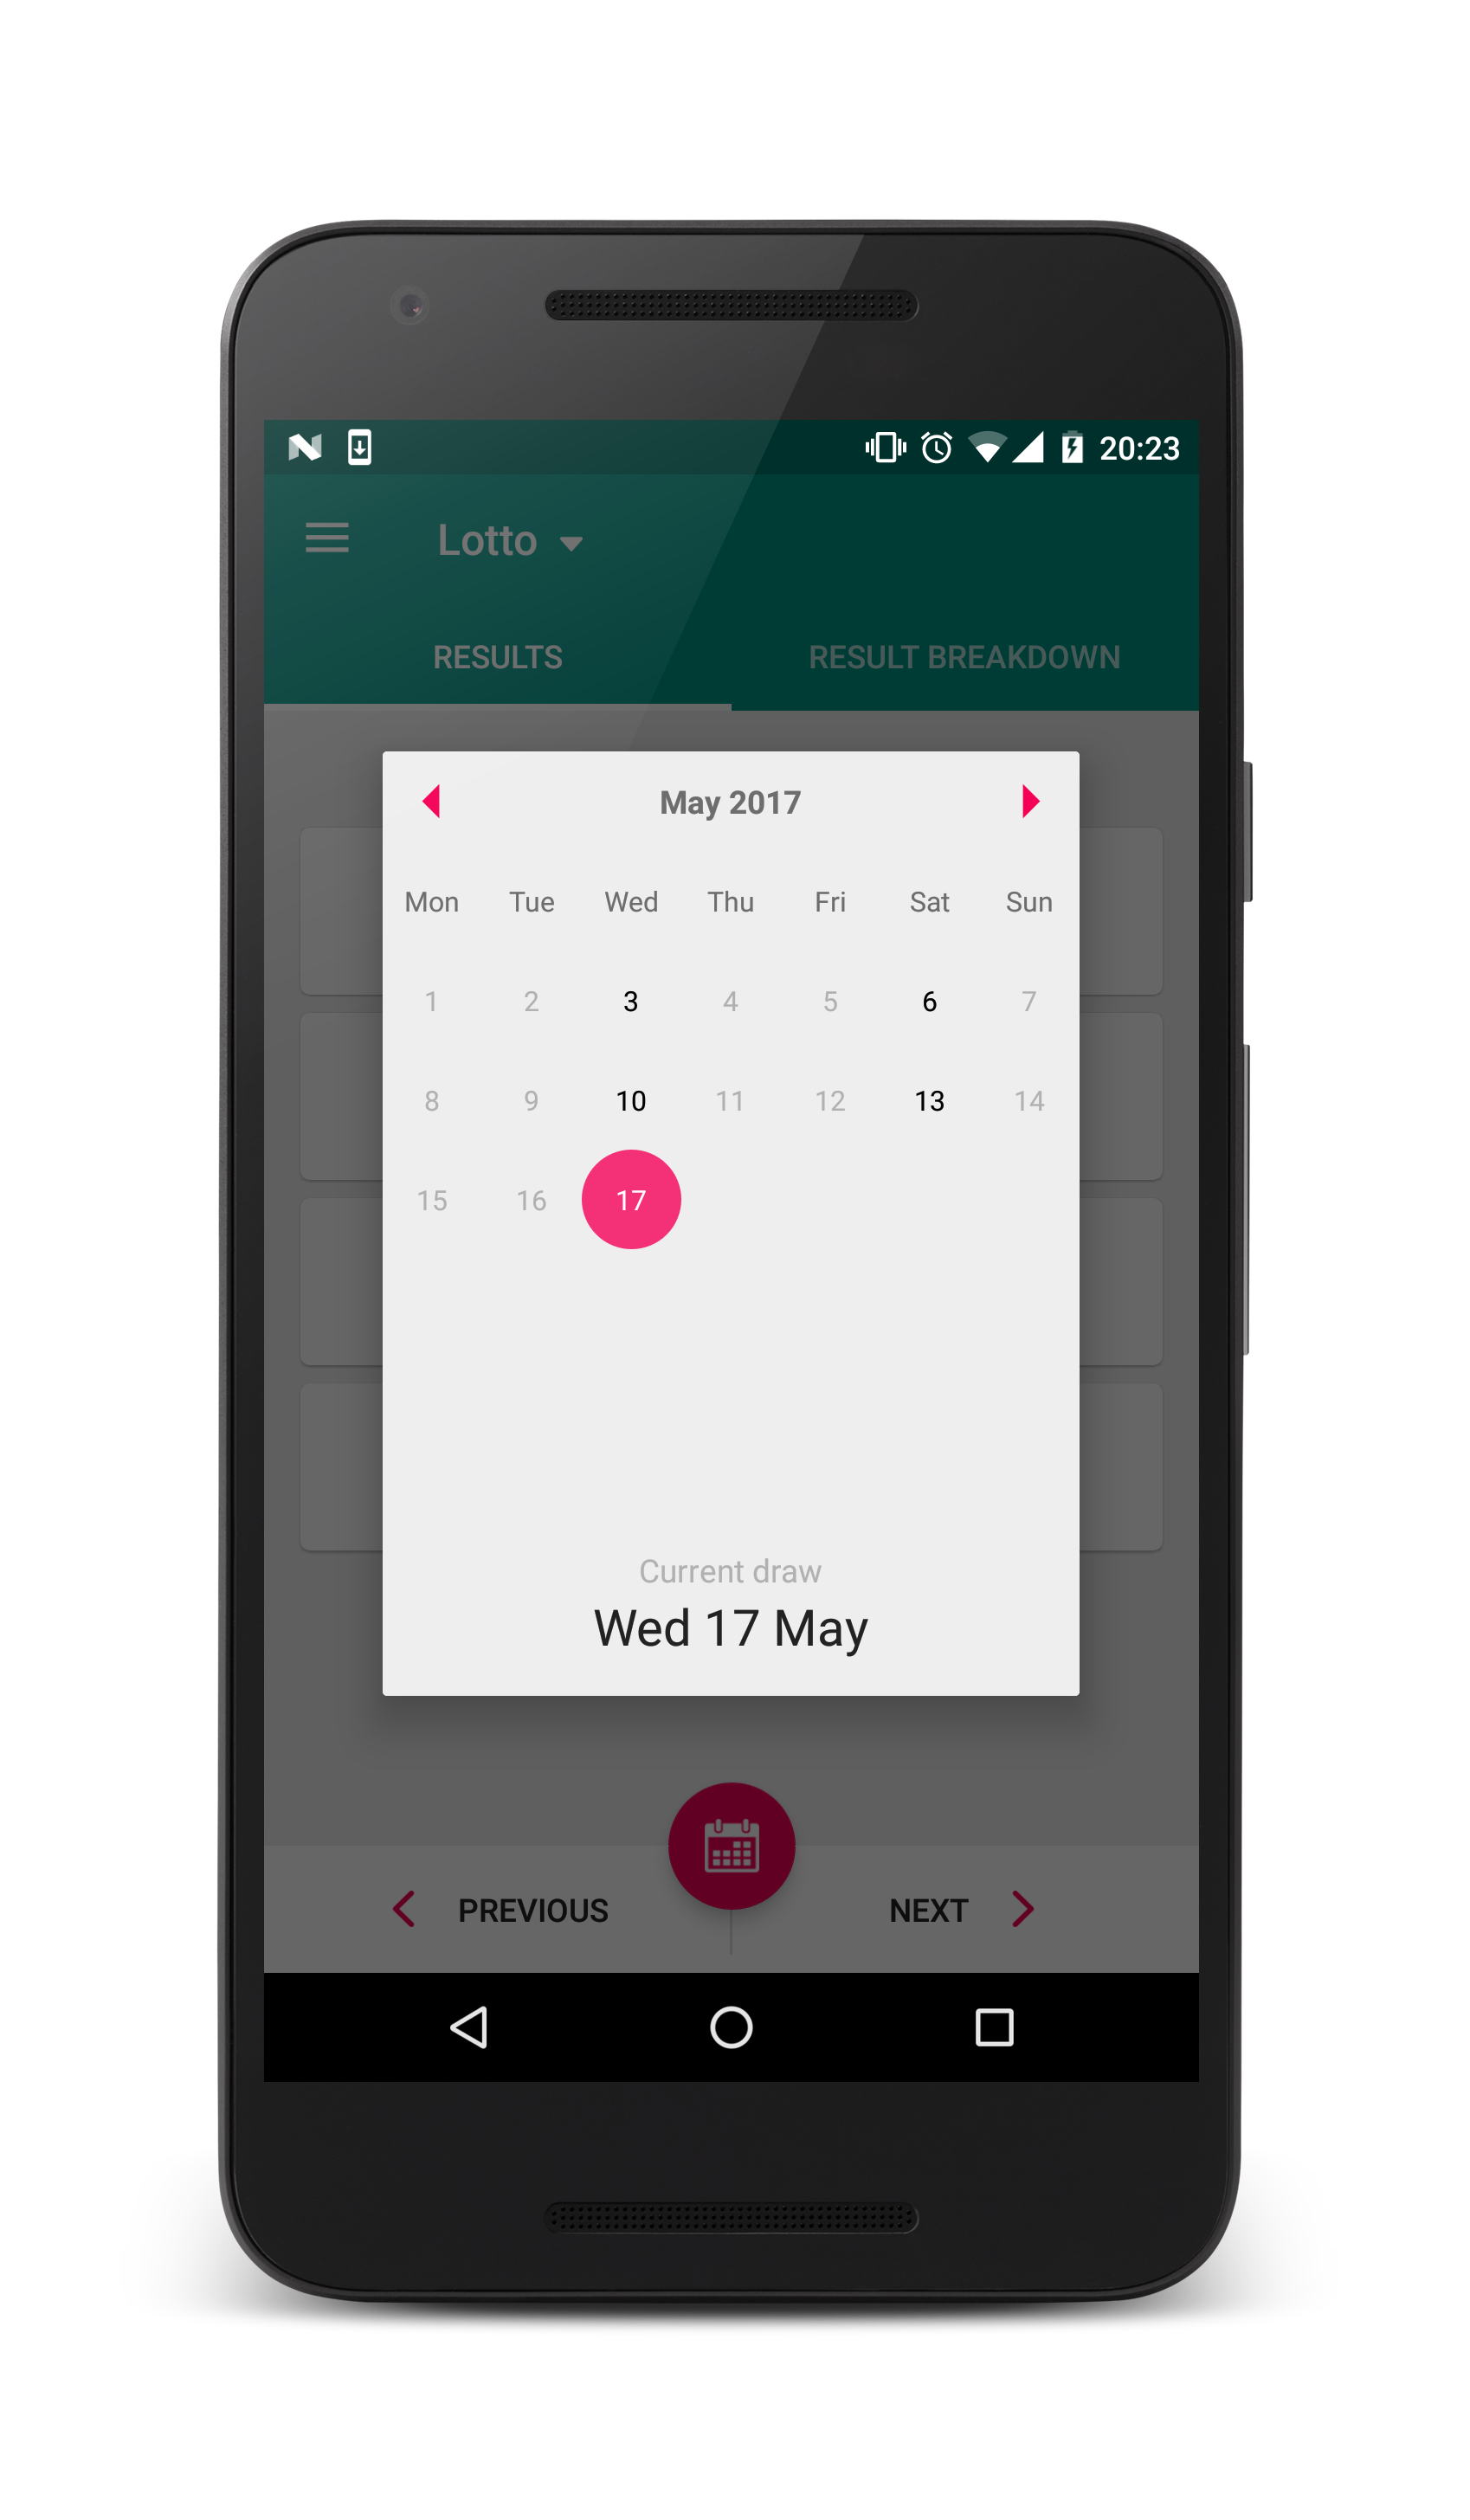 20:23
Lotto
RESULTS RESULT BREAKDOWN
May 2017
Mon Tue Wed Thu Fri Sat Sun
1 2 3 4 5 6 7
8 9 10 11 12 13 14
15 16 17
Current draw
Wed 17 May
PREVIOUS NEXT